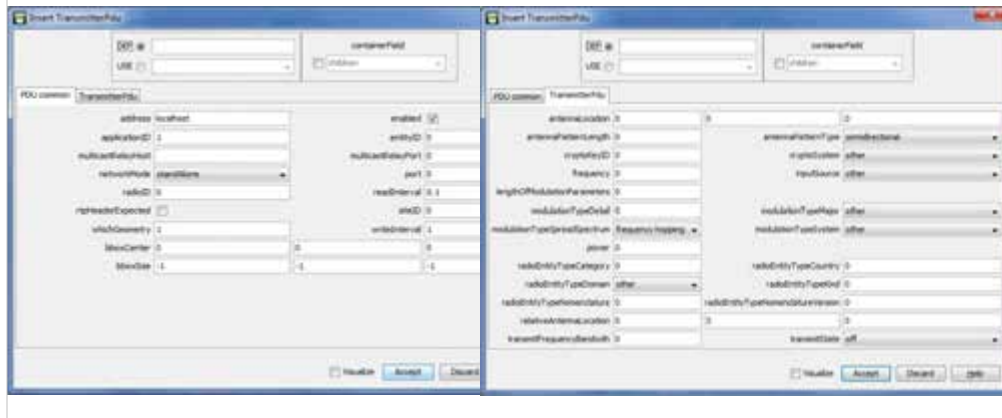 Insert TransmitterPdu
DEF
containerField
USE
children
PDU common TransmitterPdu
address localhost enabled
applicationID 1 entityID 0
multicastRelayHost multicastRelayPort 0
networkMode standAlone port 0
radioID 0 readInterval 0.1
rtpHeaderExpected siteID 0
whichGeometry 1 writeInterval 1
bboxCenter 0 0 0
bboxSize -1 -1 -1
Visualize Accept Discard
Insert TransmitterPdu
DEF
containerField
USE
children
PDU common TransmitterPdu
antennaLocation 0 0 0
antennaPatternLength 0 antennaPatternType omnidirectional
cryptoKeyID 0 cryptoSystem other
frequency 0 inputSource other
lengthOfModulationParameters 0
modulationTypeDetail 0 modulationTypeMajor other
modulationTypeSpreadSpectrum frequency hopping modulationTypeSystem other
power 0
radioEntityTypeCategory 0 radioEntityTypeCountry 0
radioEntityTypeDomain other radioEntityTypeKind 0
radioEntityTypeNomenclature 0 radioEntityTypeNomenclatureVersion 0
relativeAntennaLocation 0 0 0
transmitFrequencyBandwidth 0 transmitState off
Visualize Accept Discard Help